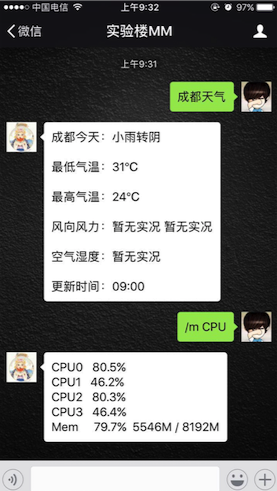 中国电信 上午9:32 97%
微信 实验楼MM
上午9:31
成都天气
成都今天：小雨转阴
最低气温：31℃
最高气温：24℃
风向风力：暂无实况 暂无实况
空气湿度：暂无实况
更新时间：09:00
/m CPU
CPU0 80.5%
CPU1 46.2%
CPU2 80.3%
CPU3 46.4%
Mem 79.7% 5546M / 8192M